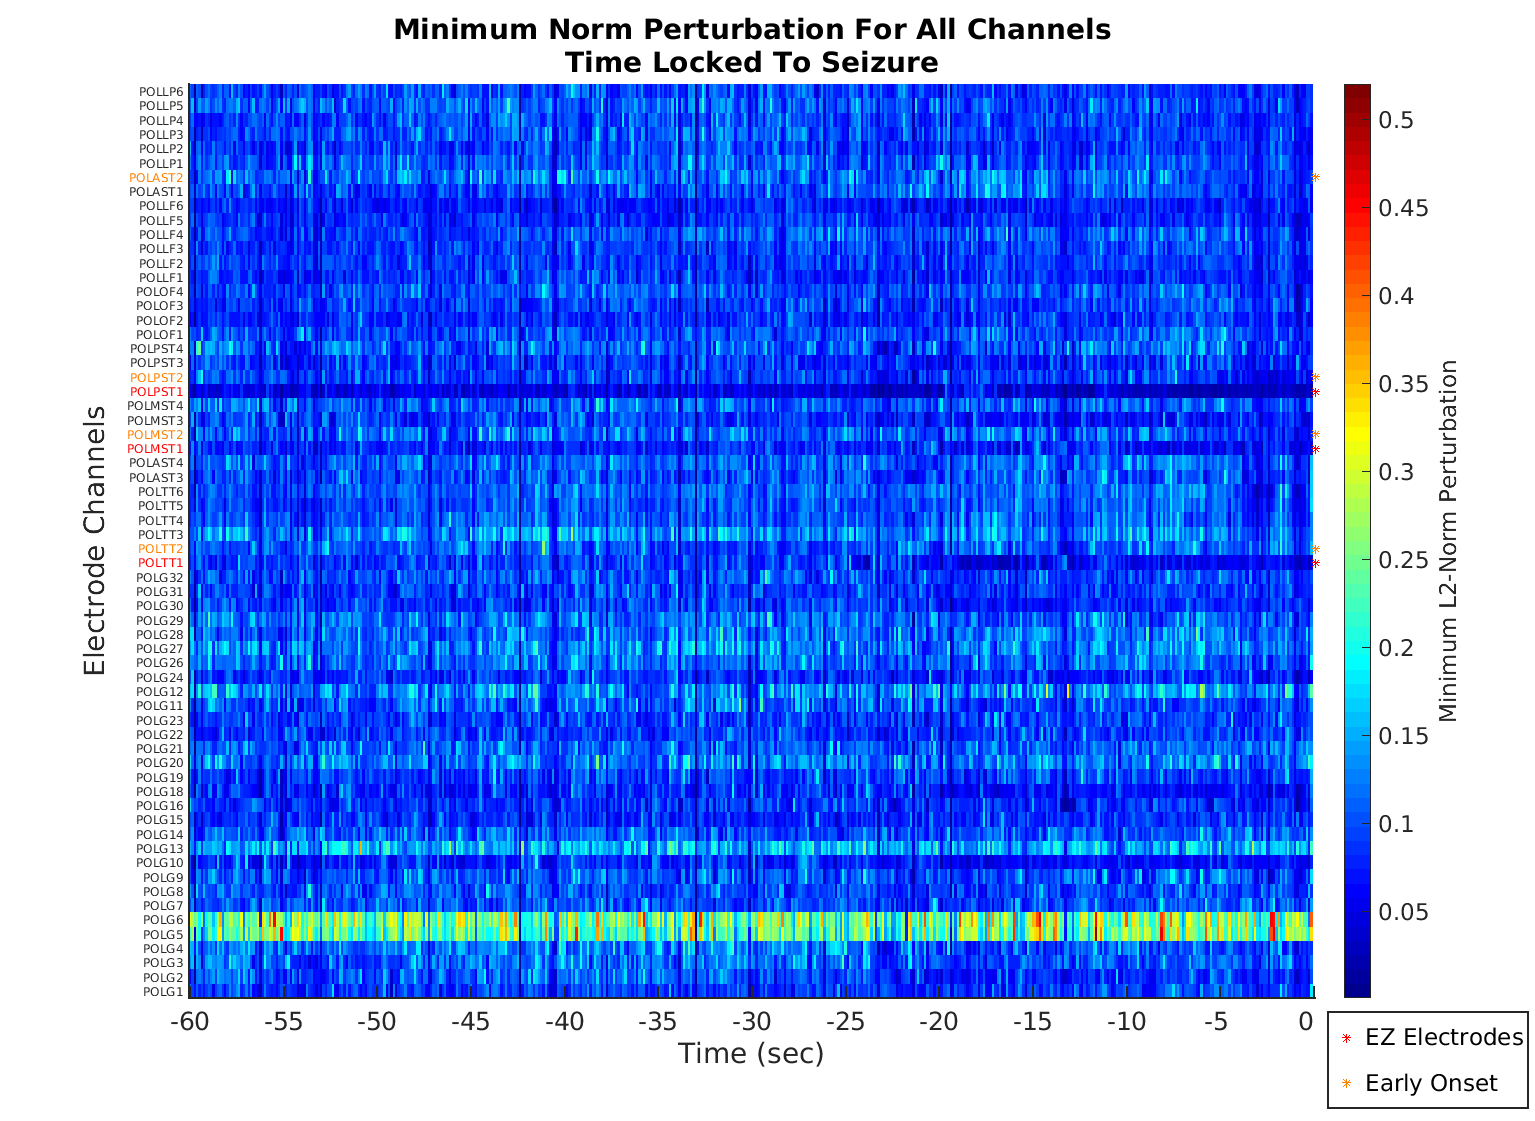 Minimum Norm Perturbation For All Channels
Time Locked To Seizure
Electrode Channels
POLLP6
POLLP5
POLLP4
POLLP3
POLLP2
POLLP1
POLAST2
POLAST1
POLLF6
POLLF5
POLLF4
POLLF3
POLLF2
POLLF1
POLOF4
POLOF3
POLOF2
POLOF1
POLPST4
POLPST3
POLPST2
POLPST1
POLMST4
POLMST3
POLMST2
POLMST1
POLAST4
POLAST3
POLTT6
POLTT5
POLTT4
POLTT3
POLTT2
POLTT1
POLG32
POLG31
POLG30
POLG29
POLG28
POLG27
POLG26
POLG24
POLG12
POLG11
POLG23
POLG22
POLG21
POLG20
POLG19
POLG18
POLG16
POLG15
POLG14
POLG13
POLG10
POLG9
POLG8
POLG7
POLG6
POLG5
POLG4
POLG3
POLG2
POLG1
-60 -55 -50 -45 -40 -35 -30 -25 -20 -15 -10 -5 0
Time (sec)
0.5
0.45
0.4
0.35
0.3
0.25
0.2
0.15
0.1
0.05
Minimum L2-Norm Perturbation
EZ Electrodes
Early Onset